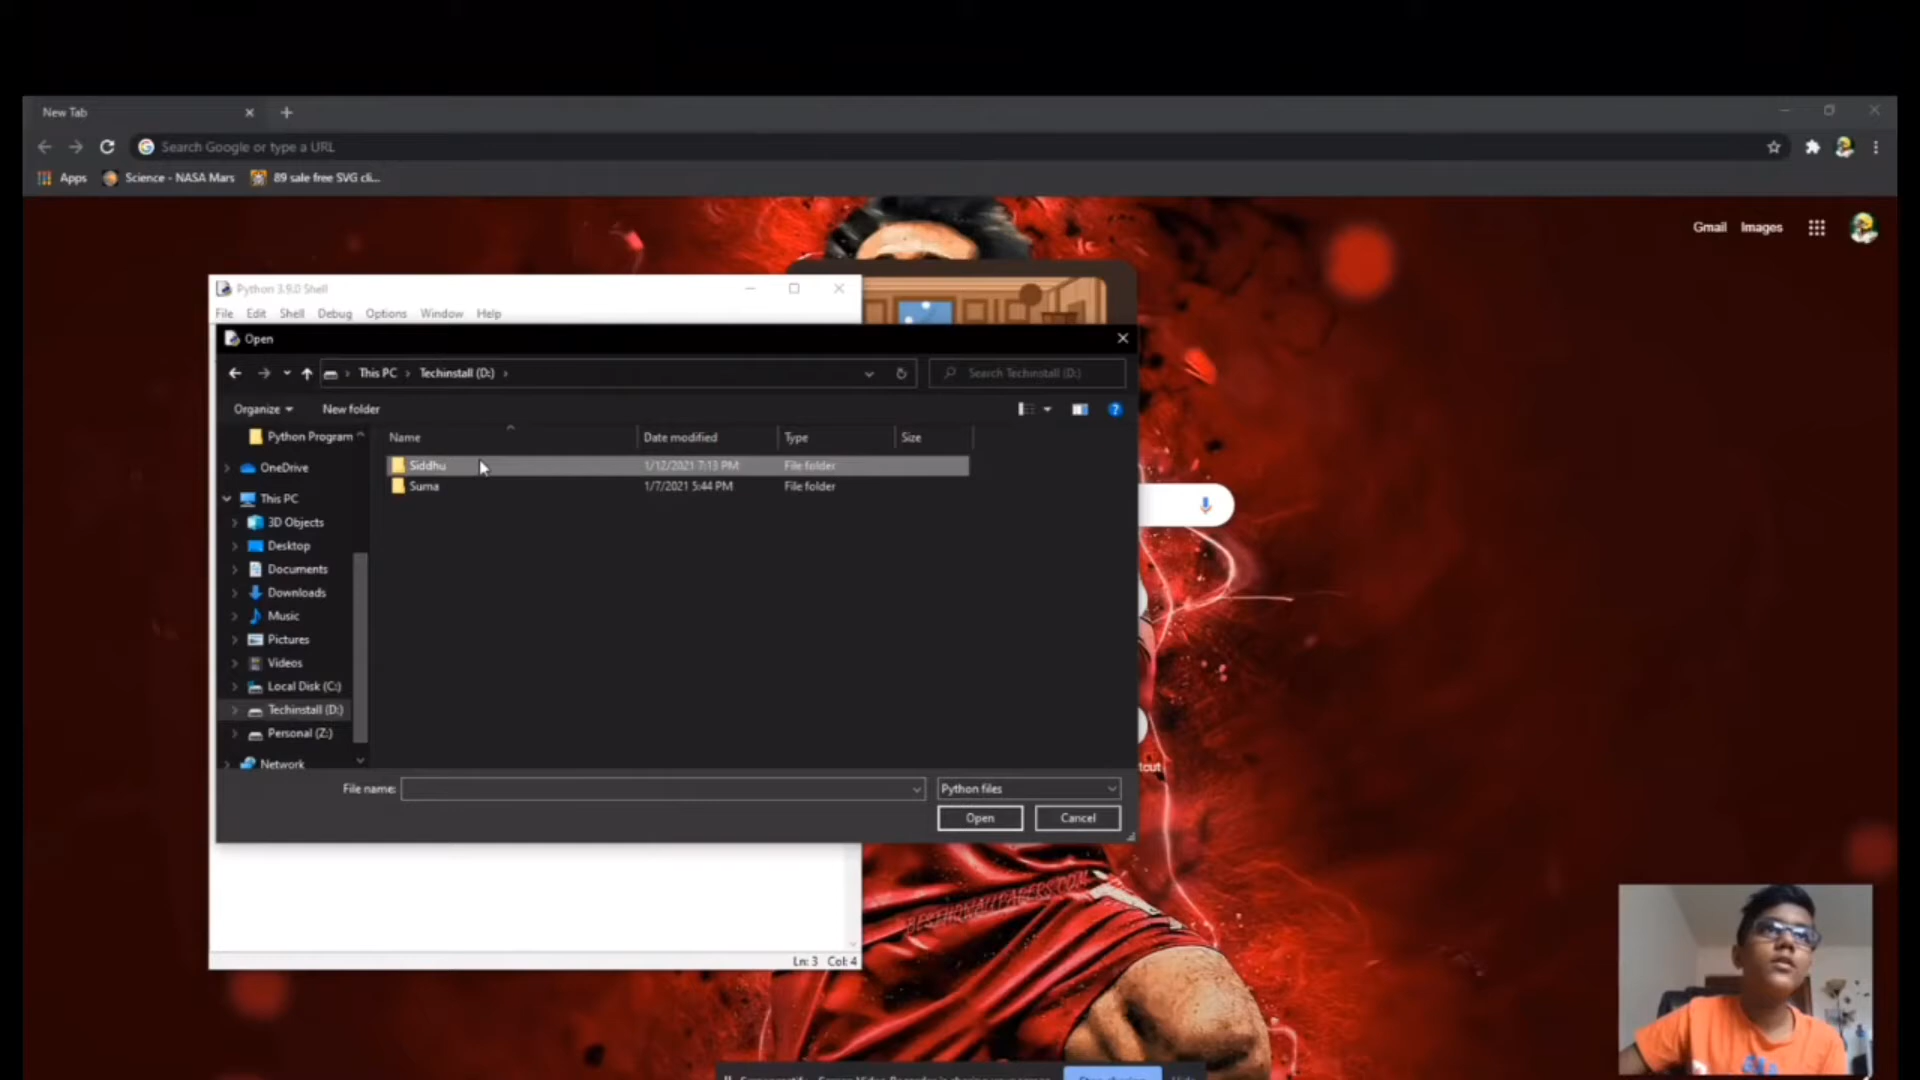 New Tab
Search Google or type a URL
Apps Science - NASA Mars 89 sale free SVG cli...
Gmail Images
Python 3.9.0 Shell
File Edit Shell Debug Options Window Help
Open
This PC > Techinstall (D:) >
Search Techinstall (D:)
Organize New folder
Name Date modified Type Size
Python Program
OneDrive
This PC
3D Objects
Desktop
Documents
Downloads
Music
Pictures
Videos
Local Disk (C:)
Techinstall (D:)
Personal (Z:)
Network
Siddhu 1/12/2021 7:13 PM File folder
Suma 1/7/2021 5:44 PM File folder
tcut
File name: Python files
Open Cancel
Ln: 3 Col: 4